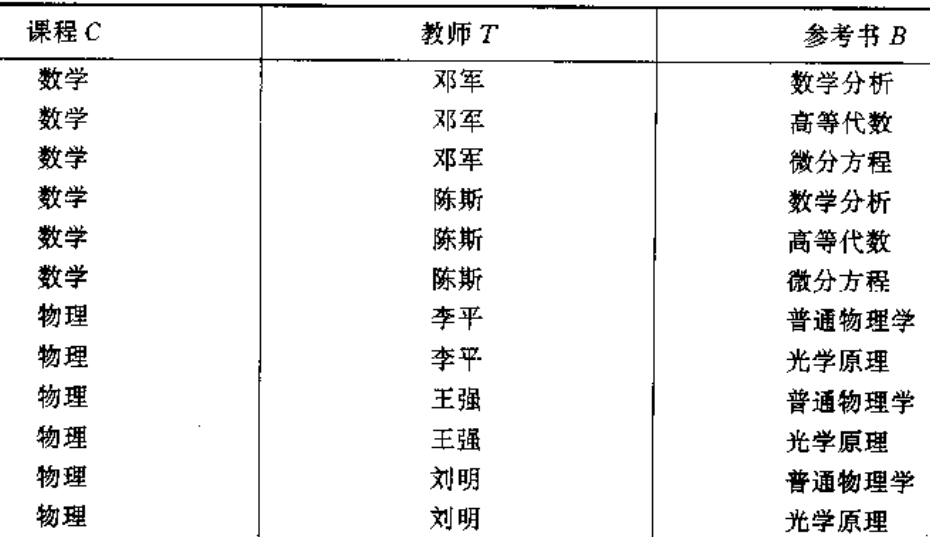 课程 C 教师 T 参考书 B
数学 邓军 数学分析
数学 邓军 高等代数
数学 邓军 微分方程
数学 陈斯 数学分析
数学 陈斯 高等代数
数学 陈斯 微分方程
物理 李平 普通物理学
物理 李平 光学原理
物理 王强 普通物理学
物理 王强 光学原理
物理 刘明 普通物理学
物理 刘明 光学原理